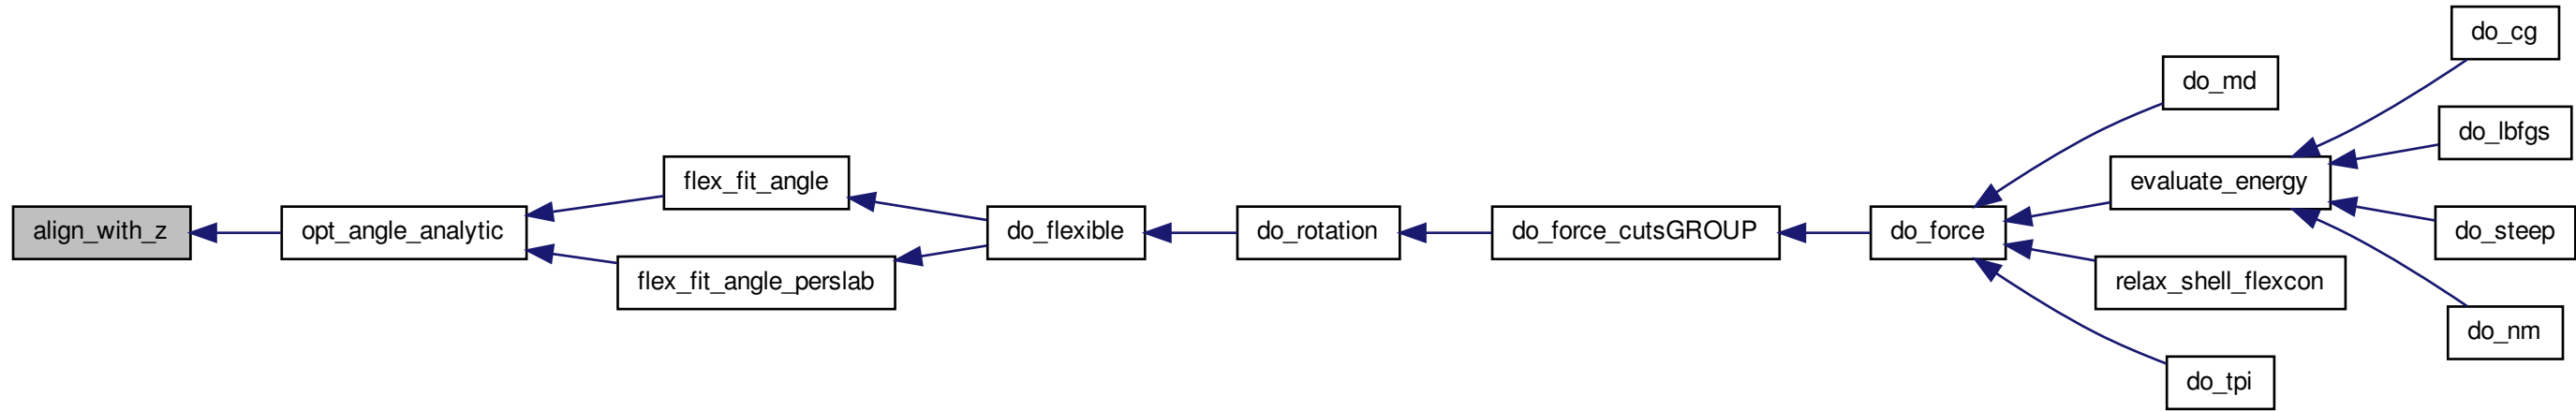 align_with_z
opt_angle_analytic
flex_fit_angle
flex_fit_angle_perslab
do_flexible
do_rotation
do_force_cutsGROUP
do_force
do_md
evaluate_energy
relax_shell_flexcon
do_tpi
do_cg
do_lbfgs
do_steep
do_nm